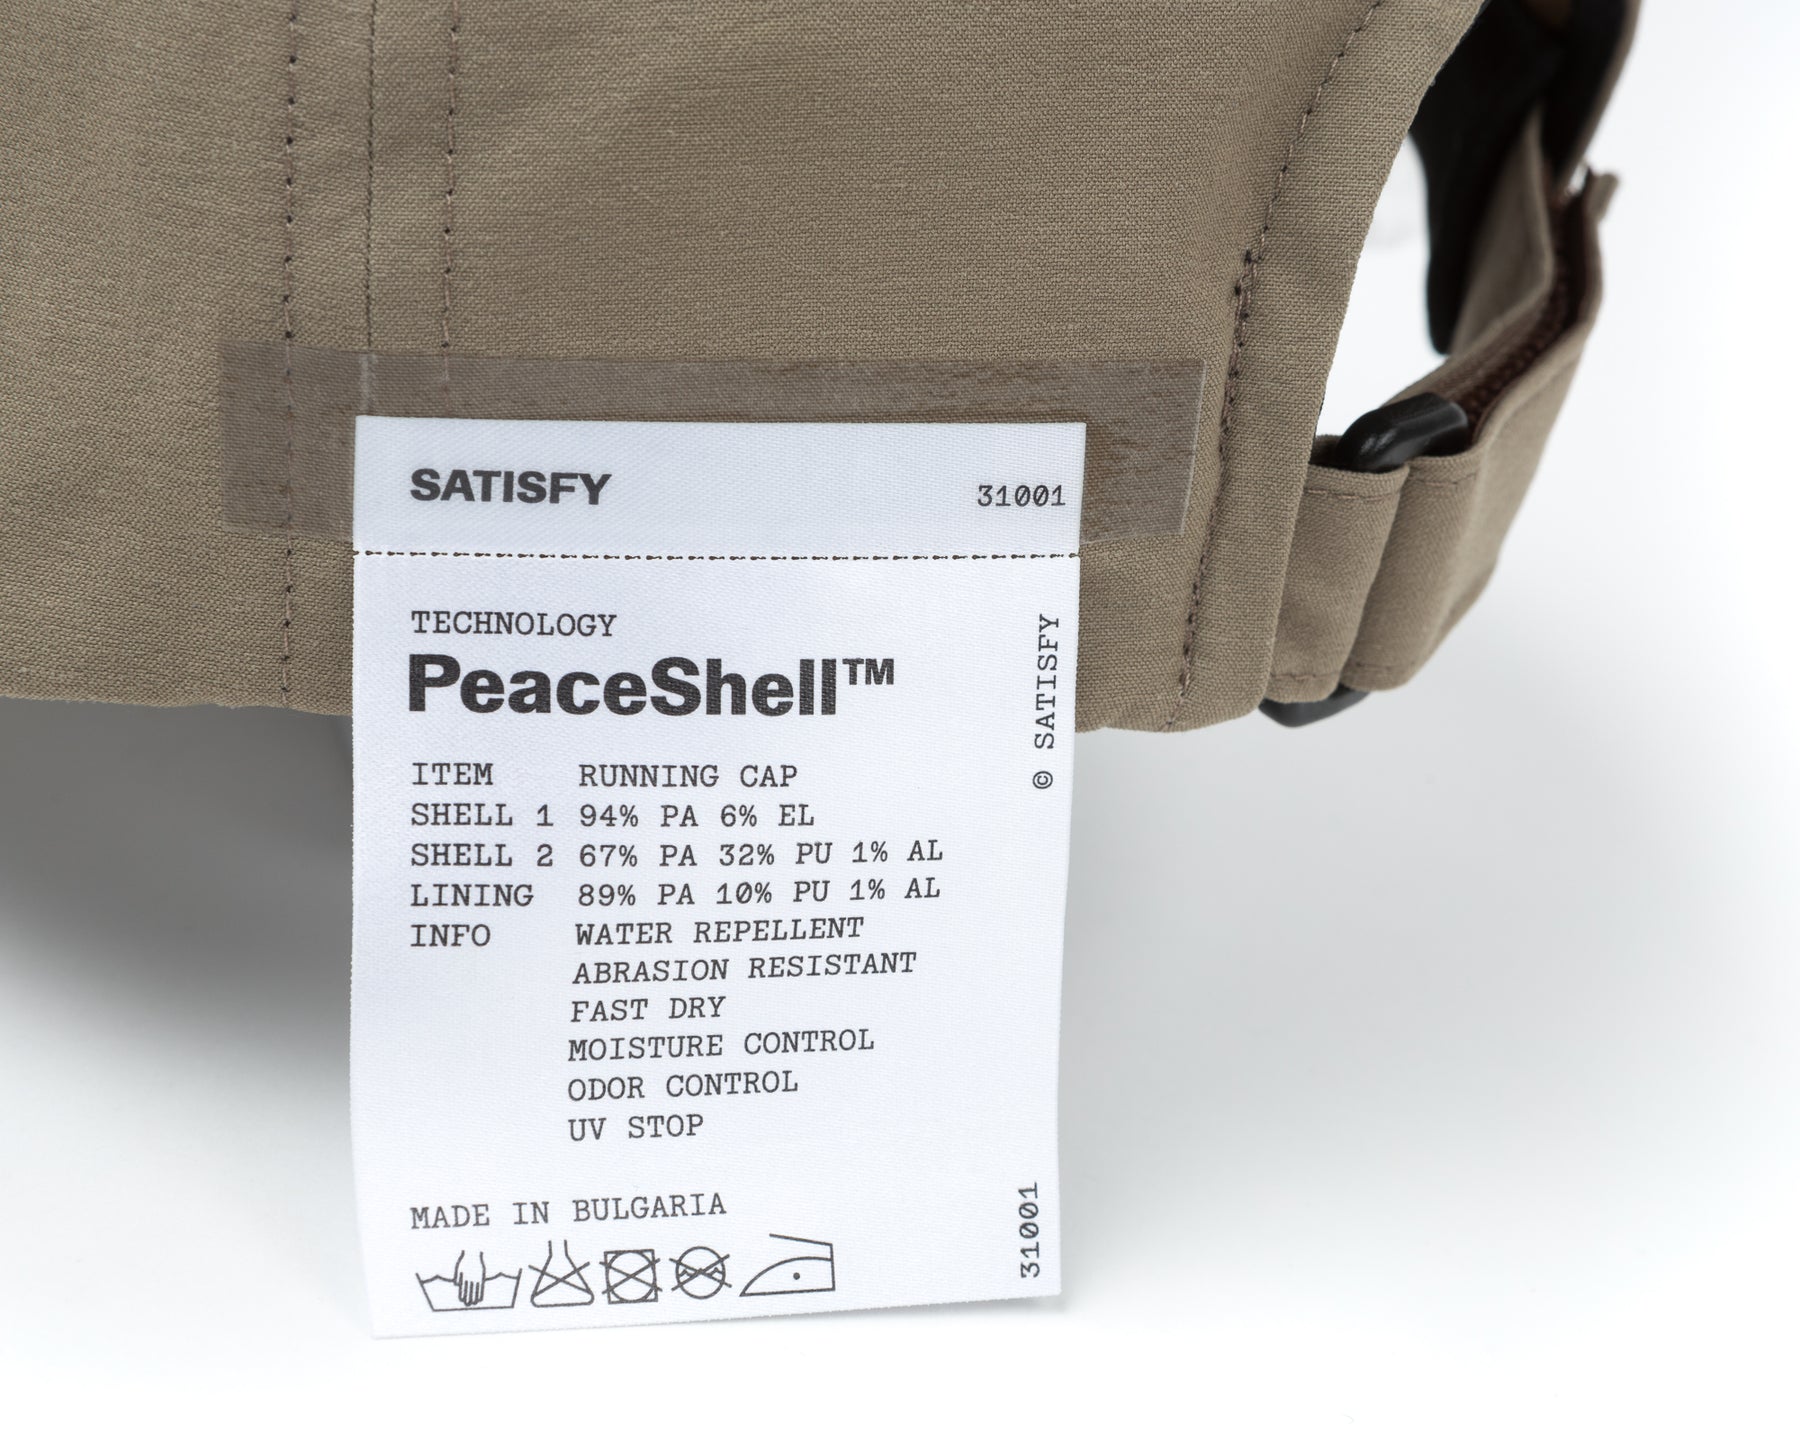 SATISFY 31001
TECHNOLOGY
PeaceShell™
© SATISFY
ITEM RUNNING CAP
SHELL 1 94% PA 6% EL
SHELL 2 67% PA 32% PU 1% AL
LINING 89% PA 10% PU 1% AL
INFO WATER REPELLENT
ABRASION RESISTANT
FAST DRY
MOISTURE CONTROL
ODOR CONTROL
UV STOP
MADE IN BULGARIA
31001